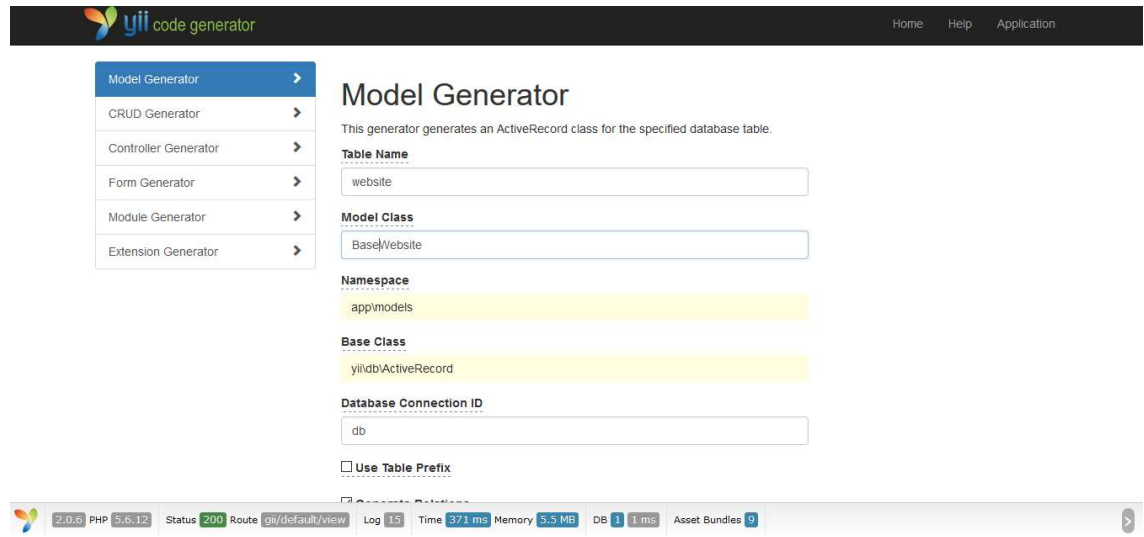 yii code generator
Home Help Application
Model Generator
CRUD Generator
Controller Generator
Form Generator
Module Generator
Extension Generator
Model Generator
This generator generates an ActiveRecord class for the specified database table.
Table Name
website
Model Class
BaseWebsite
Namespace
app\models
Base Class
yii\db\ActiveRecord
Database Connection ID
db
Use Table Prefix
Generate Relations
2.0.6 PHP 5.6.12 Status 200 Route gii/default/view Log 15 Time 371 ms Memory 5.5 MB DB 1 1 ms Asset Bundles 9